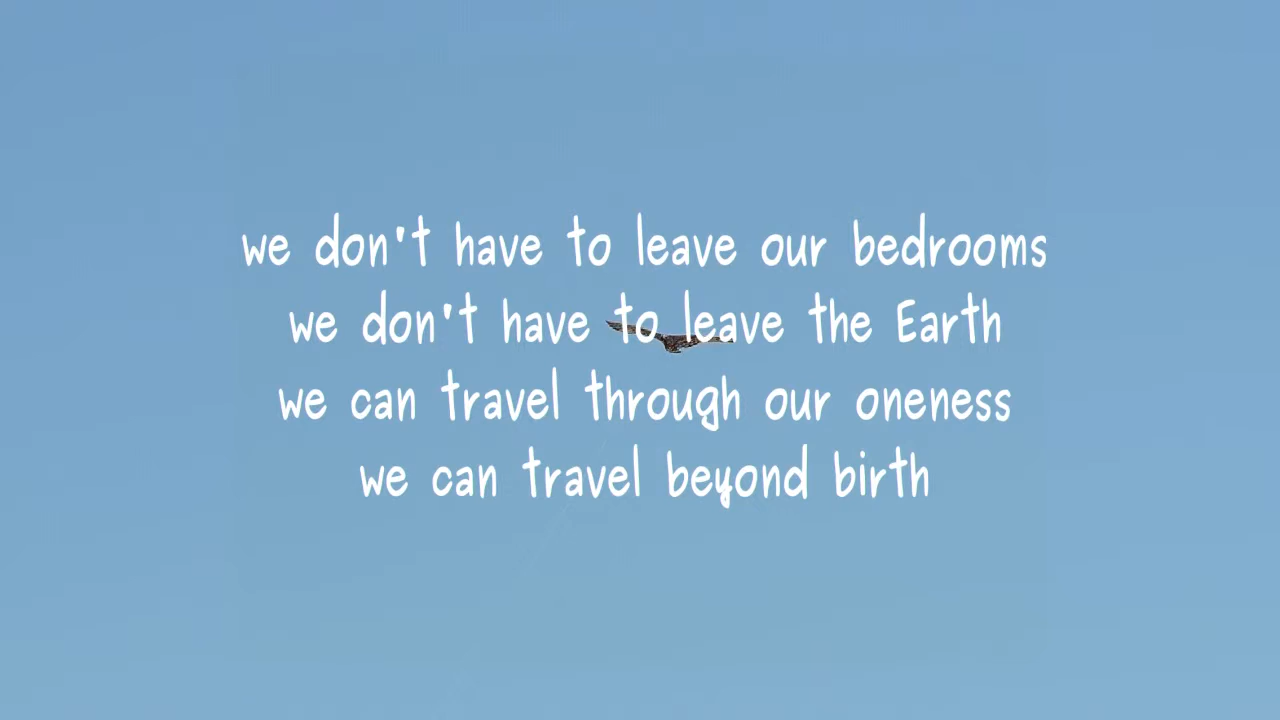 we don't have to leave our bedrooms
we don't have to leave the Earth
we can travel through our oneness
we can travel beyond birth